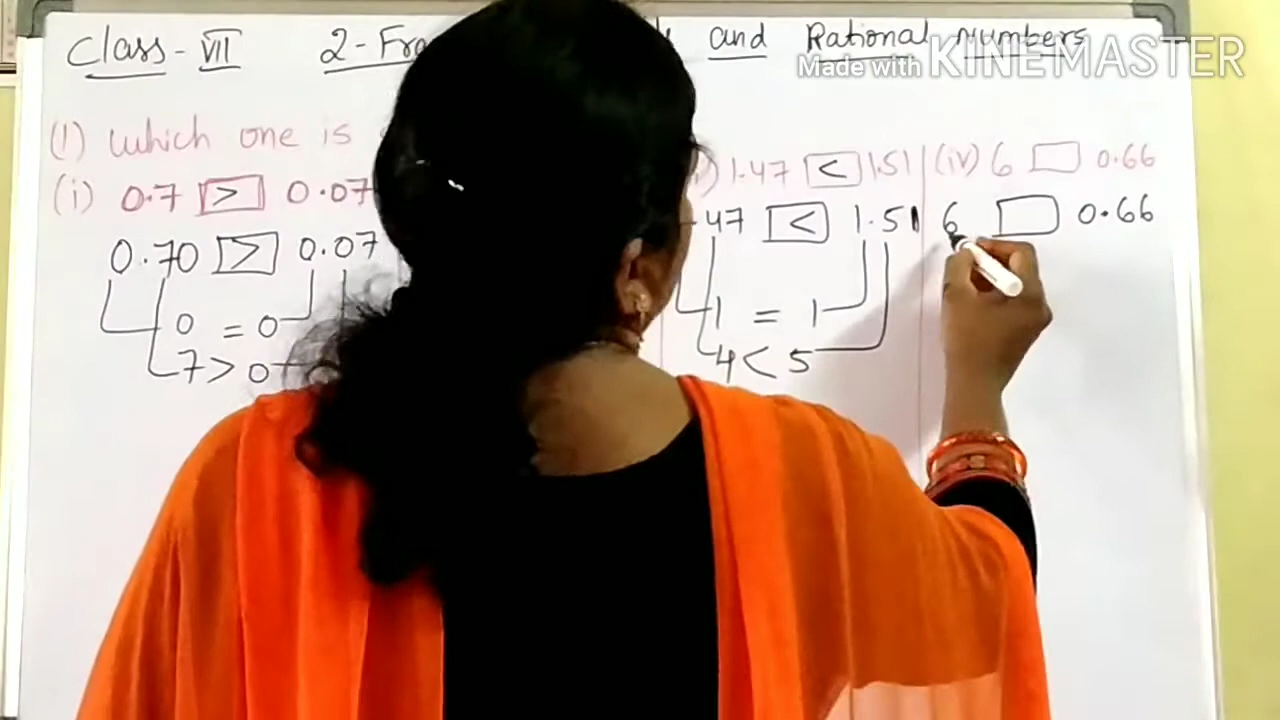 Class - VII 2 - and Rational Numbers
Made with KINEMASTER
(1) Which one is
(i) 0.7 > 0.07
1.47 < 1.51
(iv) 6 □ 0.66
0.70 > 0.07
47 < 1.51
6 □ 0.66
0 = 0
7 > 0
1 = 1
4 < 5